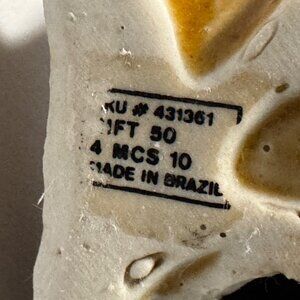 KU # 431361
IFT 50
4 MCS 10
MADE IN BRAZIL